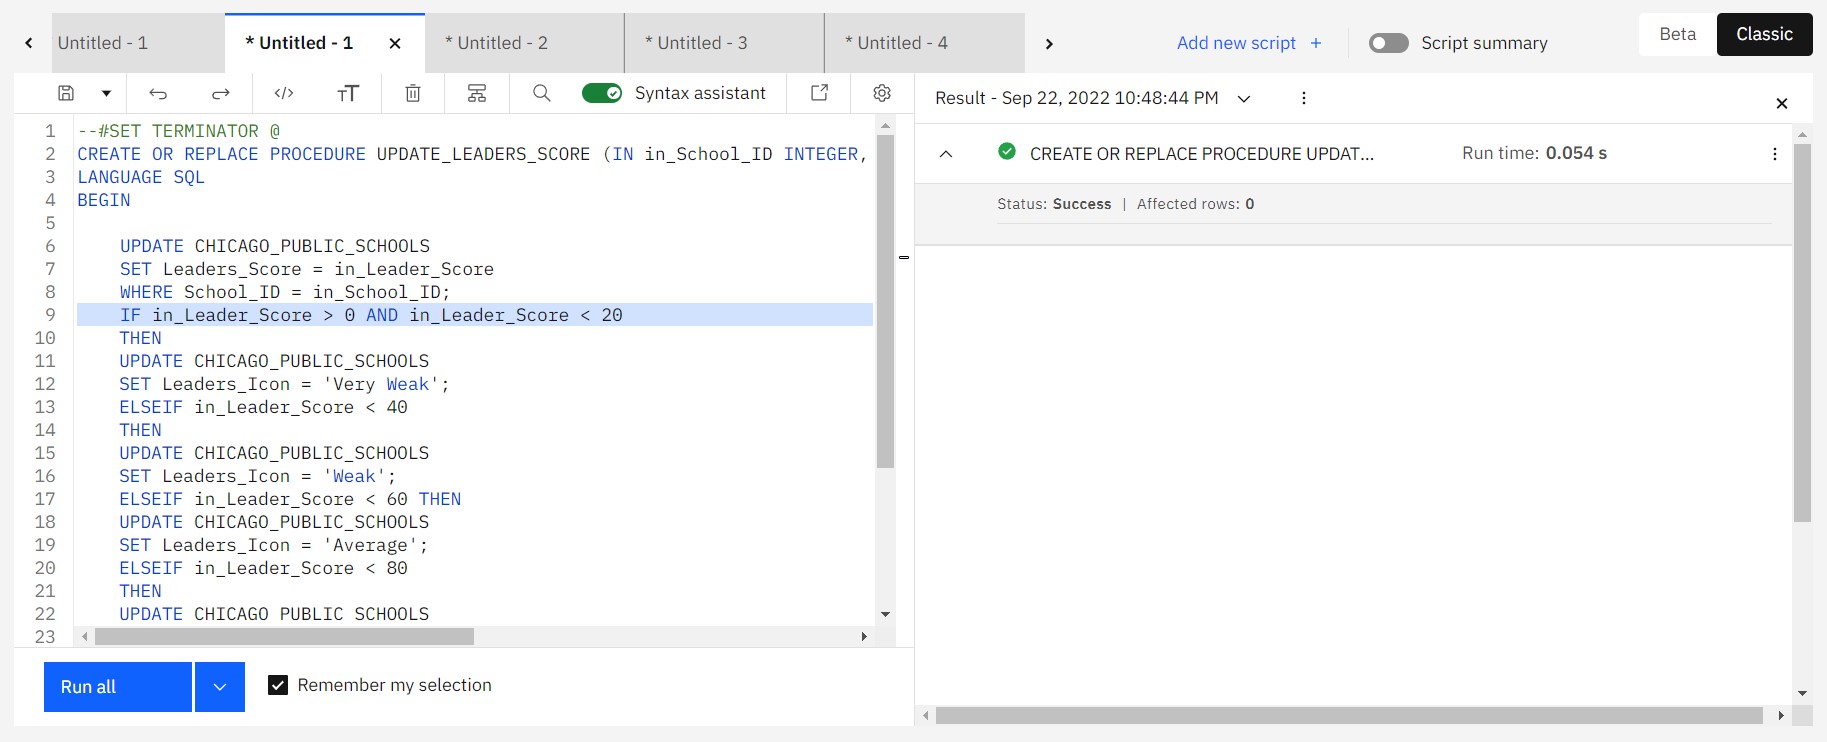 Untitled - 1
* Untitled - 1
* Untitled - 2
* Untitled - 3
* Untitled - 4
Add new script +
Script summary
Beta
Classic
Syntax assistant
Result - Sep 22, 2022 10:48:44 PM
1 --#SET TERMINATOR @
2 CREATE OR REPLACE PROCEDURE UPDATE_LEADERS_SCORE (IN in_School_ID INTEGER,
3 LANGUAGE SQL
4 BEGIN
5
6 UPDATE CHICAGO_PUBLIC_SCHOOLS
7 SET Leaders_Score = in_Leader_Score
8 WHERE School_ID = in_School_ID;
9 IF in_Leader_Score > 0 AND in_Leader_Score < 20
10 THEN
11 UPDATE CHICAGO_PUBLIC_SCHOOLS
12 SET Leaders_Icon = 'Very Weak';
13 ELSEIF in_Leader_Score < 40
14 THEN
15 UPDATE CHICAGO_PUBLIC_SCHOOLS
16 SET Leaders_Icon = 'Weak';
17 ELSEIF in_Leader_Score < 60 THEN
18 UPDATE CHICAGO_PUBLIC_SCHOOLS
19 SET Leaders_Icon = 'Average';
20 ELSEIF in_Leader_Score < 80
21 THEN
22 UPDATE CHICAGO PUBLIC SCHOOLS
23
CREATE OR REPLACE PROCEDURE UPDAT...
Run time: 0.054 s
Status: Success | Affected rows: 0
Run all
Remember my selection